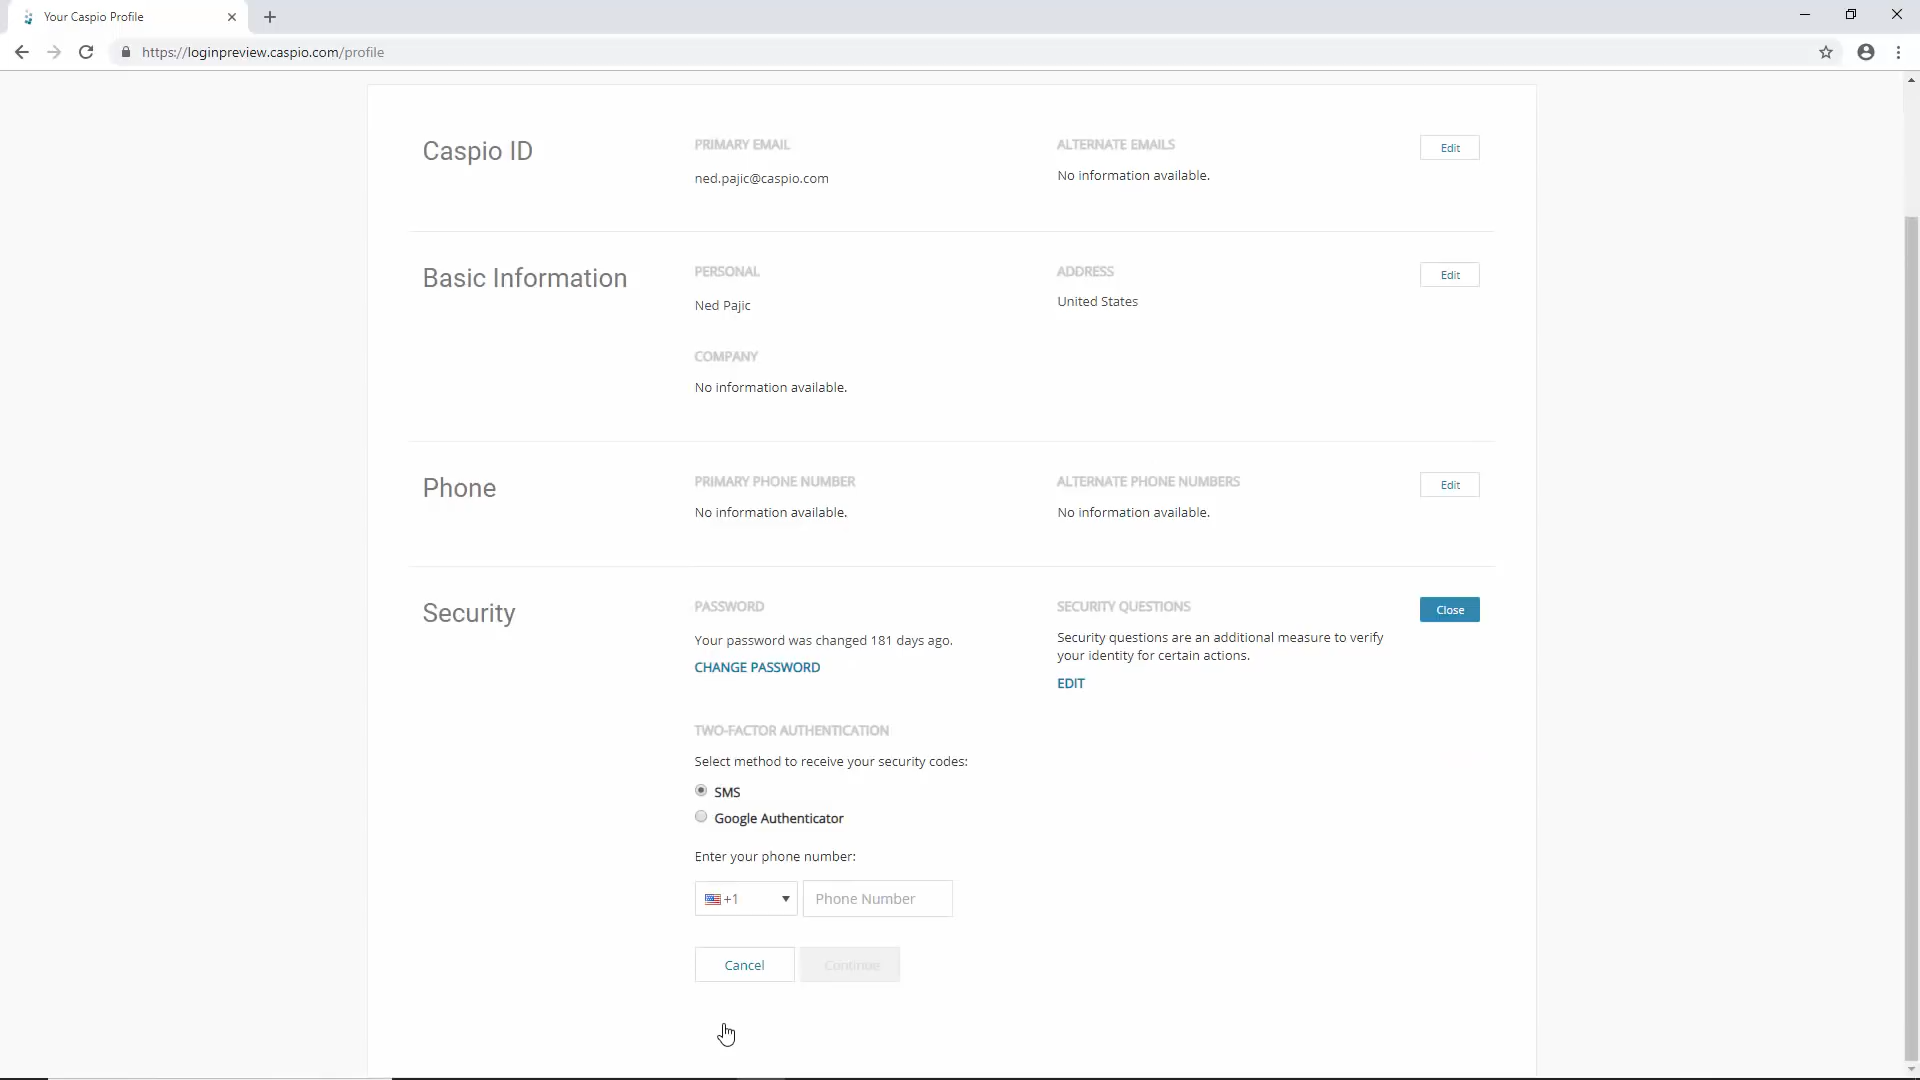 Your Caspio Profile
https://loginpreview.caspio.com/profile
Caspio ID
PRIMARY EMAIL
ned.pajic@caspio.com
ALTERNATE EMAILS
No information available.
Edit
Basic Information
PERSONAL
Ned Pajic
ADDRESS
United States
Edit
COMPANY
No information available.
Phone
PRIMARY PHONE NUMBER
No information available.
ALTERNATE PHONE NUMBERS
No information available.
Edit
Security
PASSWORD
Your password was changed 181 days ago.
CHANGE PASSWORD
SECURITY QUESTIONS
Security questions are an additional measure to verify
your identity for certain actions.
EDIT
Close
TWO-FACTOR AUTHENTICATION
Select method to receive your security codes:
SMS
Google Authenticator
Enter your phone number:
+1
Phone Number
Cancel
Continue